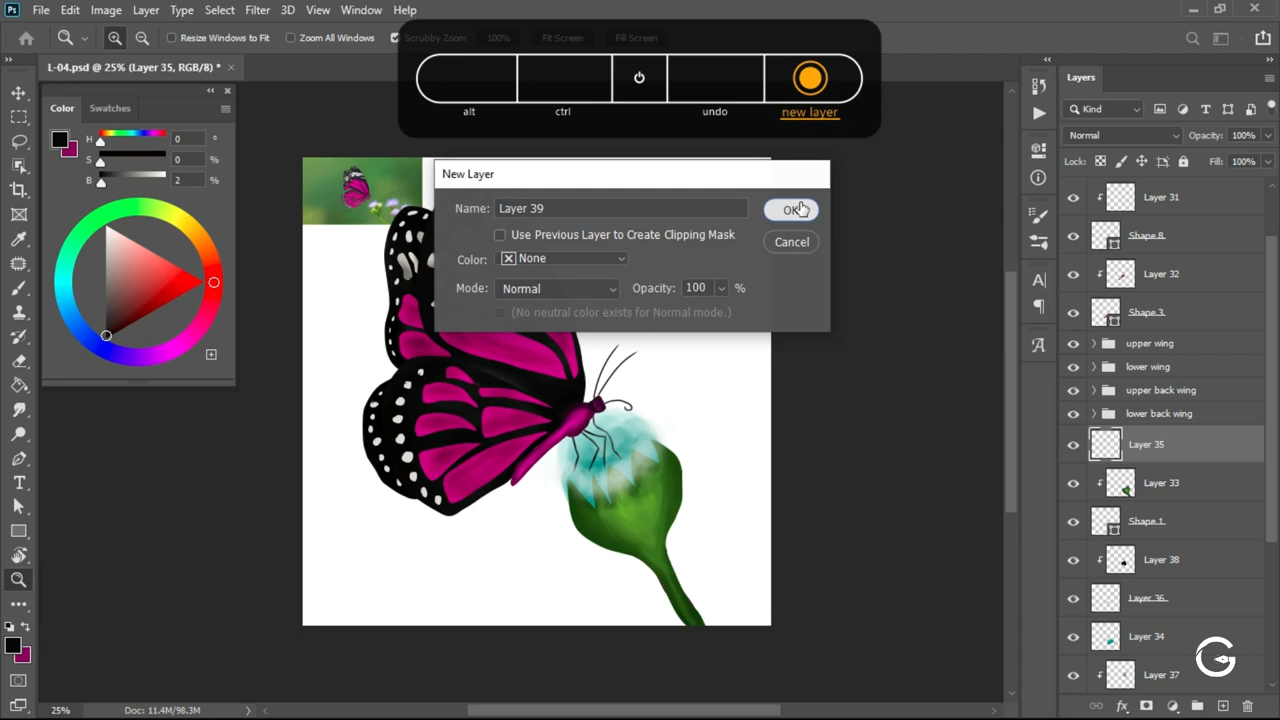 Ps File Edit Image Layer Type Select Filter 3D View Window Help
Resize Windows to Fit Zoom All Windows Scrubby Zoom 100% Fit Screen Fill Screen
L-04.psd @ 25% (Layer 35, RGB/8) *
alt ctrl undo new layer
Color Swatches
H 0 °
S 0 %
B 2 %
New Layer
Name: Layer 39 OK
Use Previous Layer to Create Clipping Mask Cancel
Color: None
Mode: Normal Opacity: 100 %
(No neutral color exists for Normal mode.)
Layers
Kind
Normal Opacity: 100%
Lock: Fill: 100%
Layer 31
Shape 8
Layer 32
Shape 3
upper wing
lower wing
upper back wing
lower back wing
Layer 35
Layer 33
Shape 1
Layer 38
Layer 36
Layer 34
Layer 37
25% Doc: 11.4M/98.3M